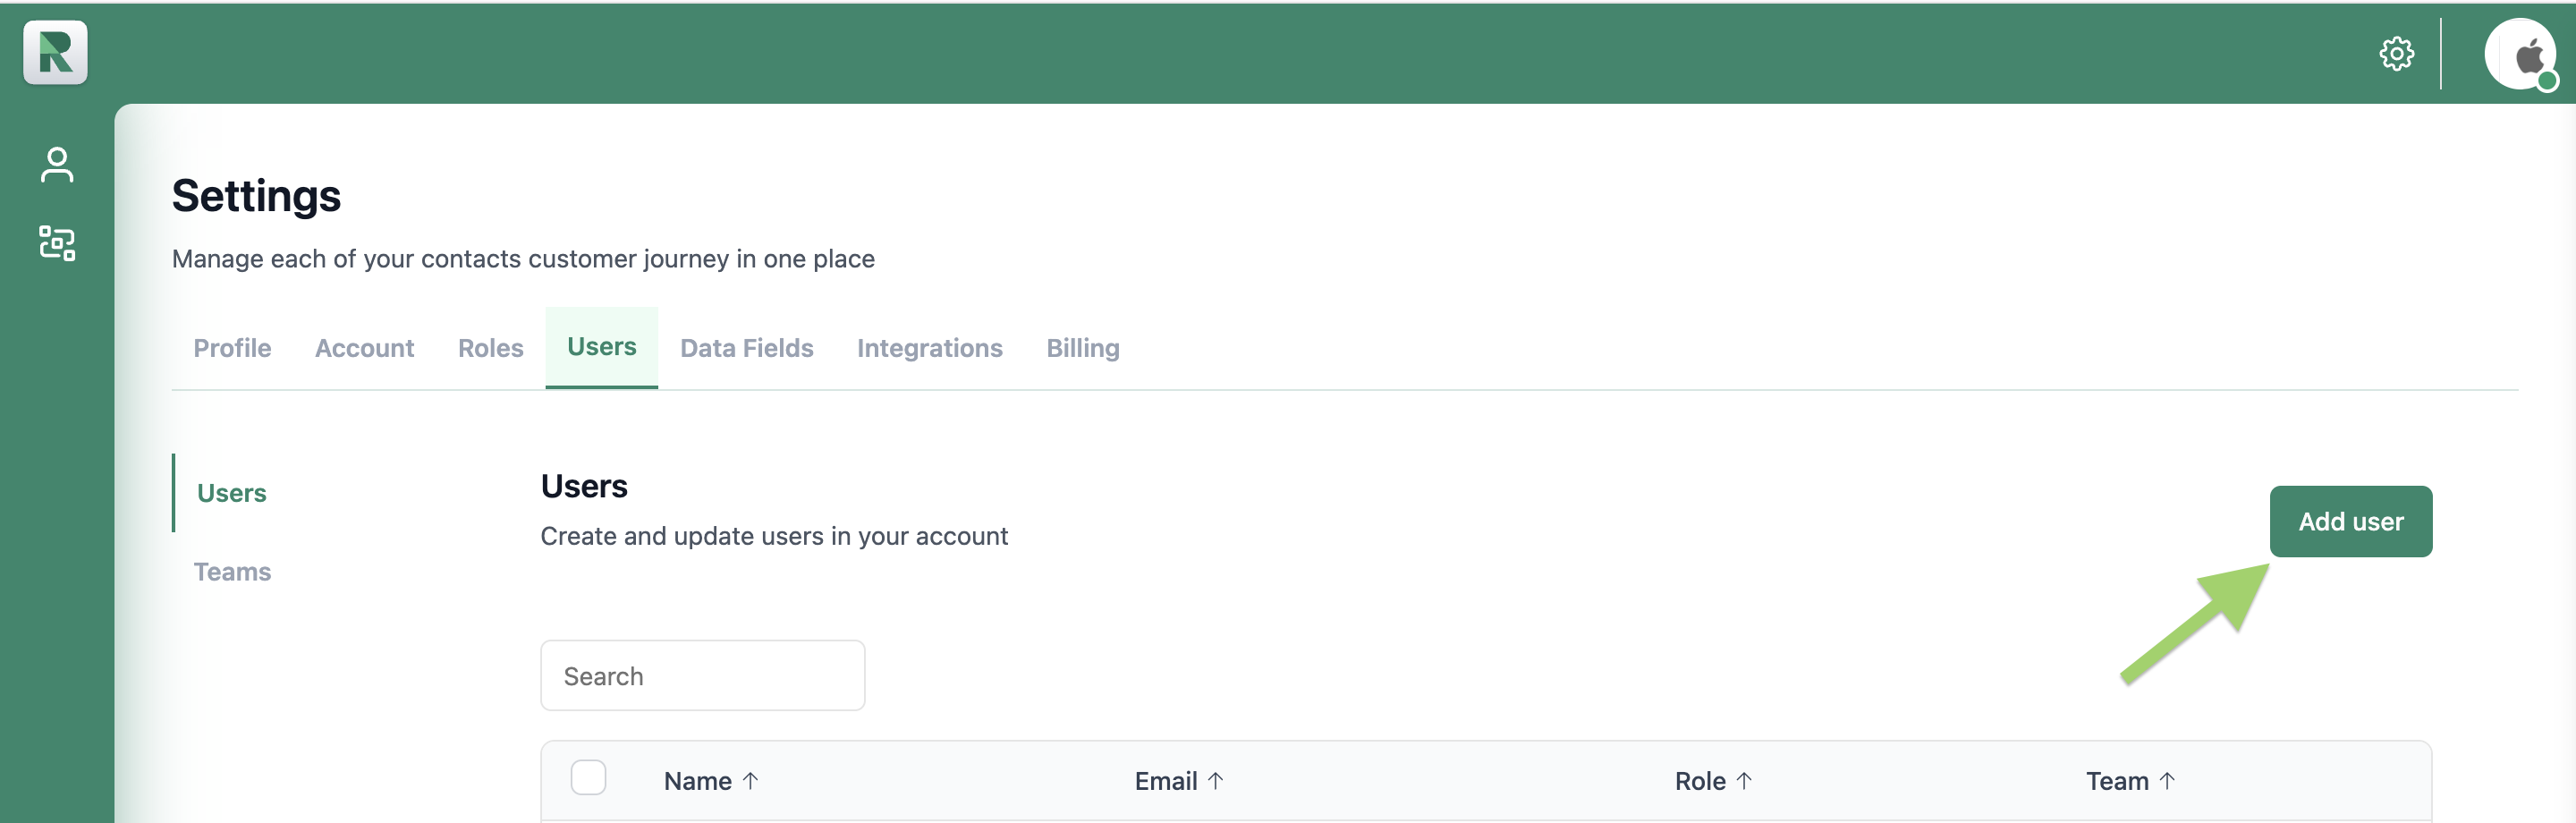 R
Settings
Manage each of your contacts customer journey in one place
Profile Account Roles Users Data Fields Integrations Billing
Users
Teams
Users
Create and update users in your account
Add user
Search
Name ↑ Email ↑ Role ↑ Team ↑